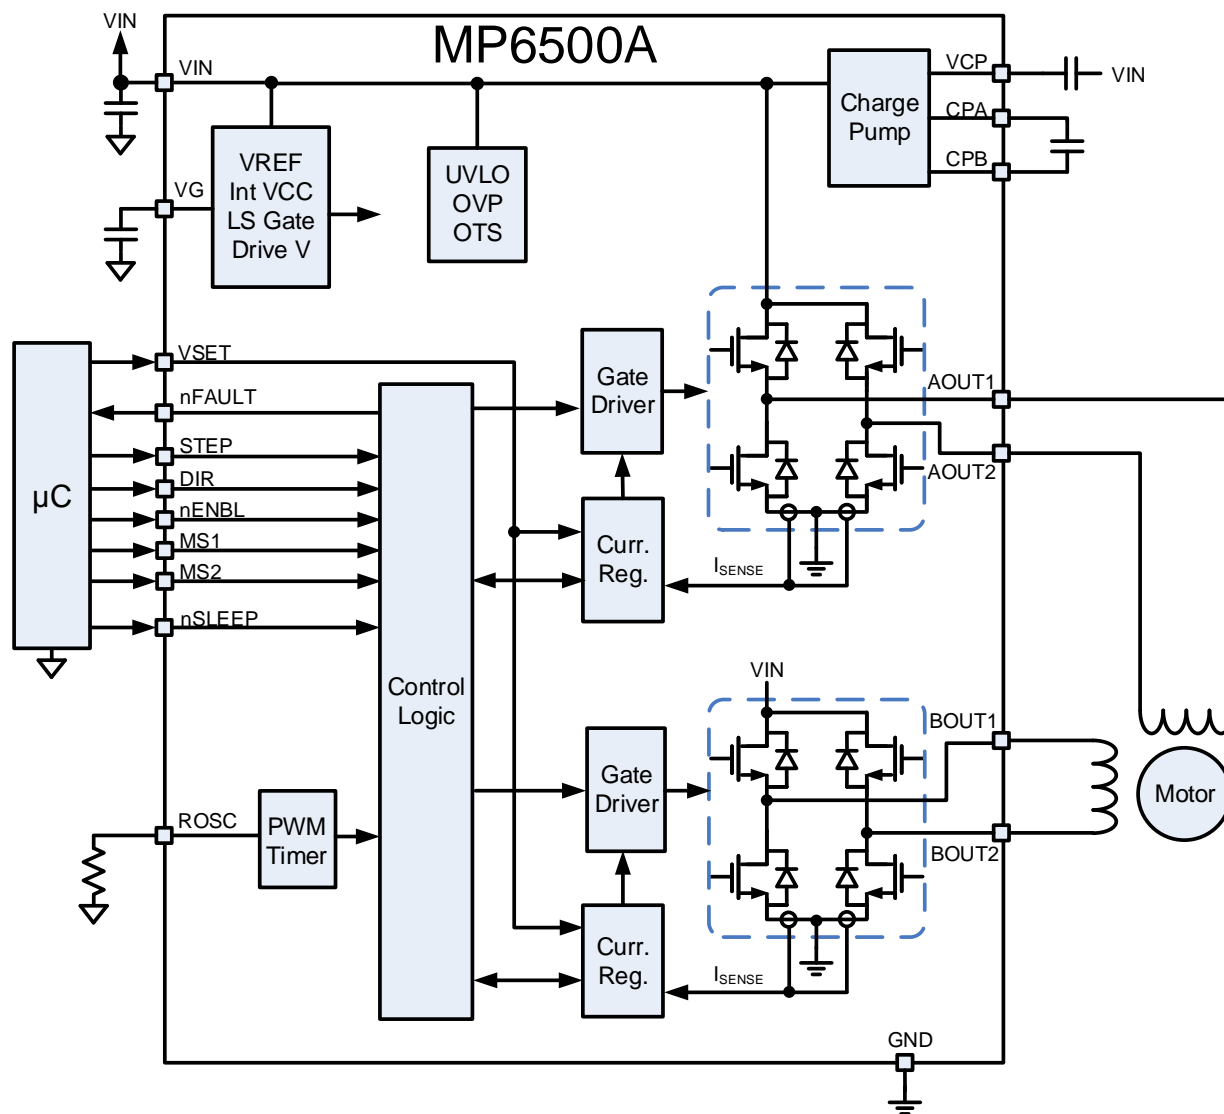 VIN
MP6500A
VIN
VCP
VIN
Charge
Pump
CPA
CPB
VREF
Int VCC
LS Gate
Drive V
UVLO
OVP
OTS
VG
VSET
nFAULT
STEP
DIR
nENBL
MS1
MS2
nSLEEP
µC
Gate
Driver
AOUT1
AOUT2
Curr.
Reg.
ISENSE
Control
Logic
VIN
BOUT1
Gate
Driver
Motor
ROSC
PWM
Timer
BOUT2
Curr.
Reg.
ISENSE
GND